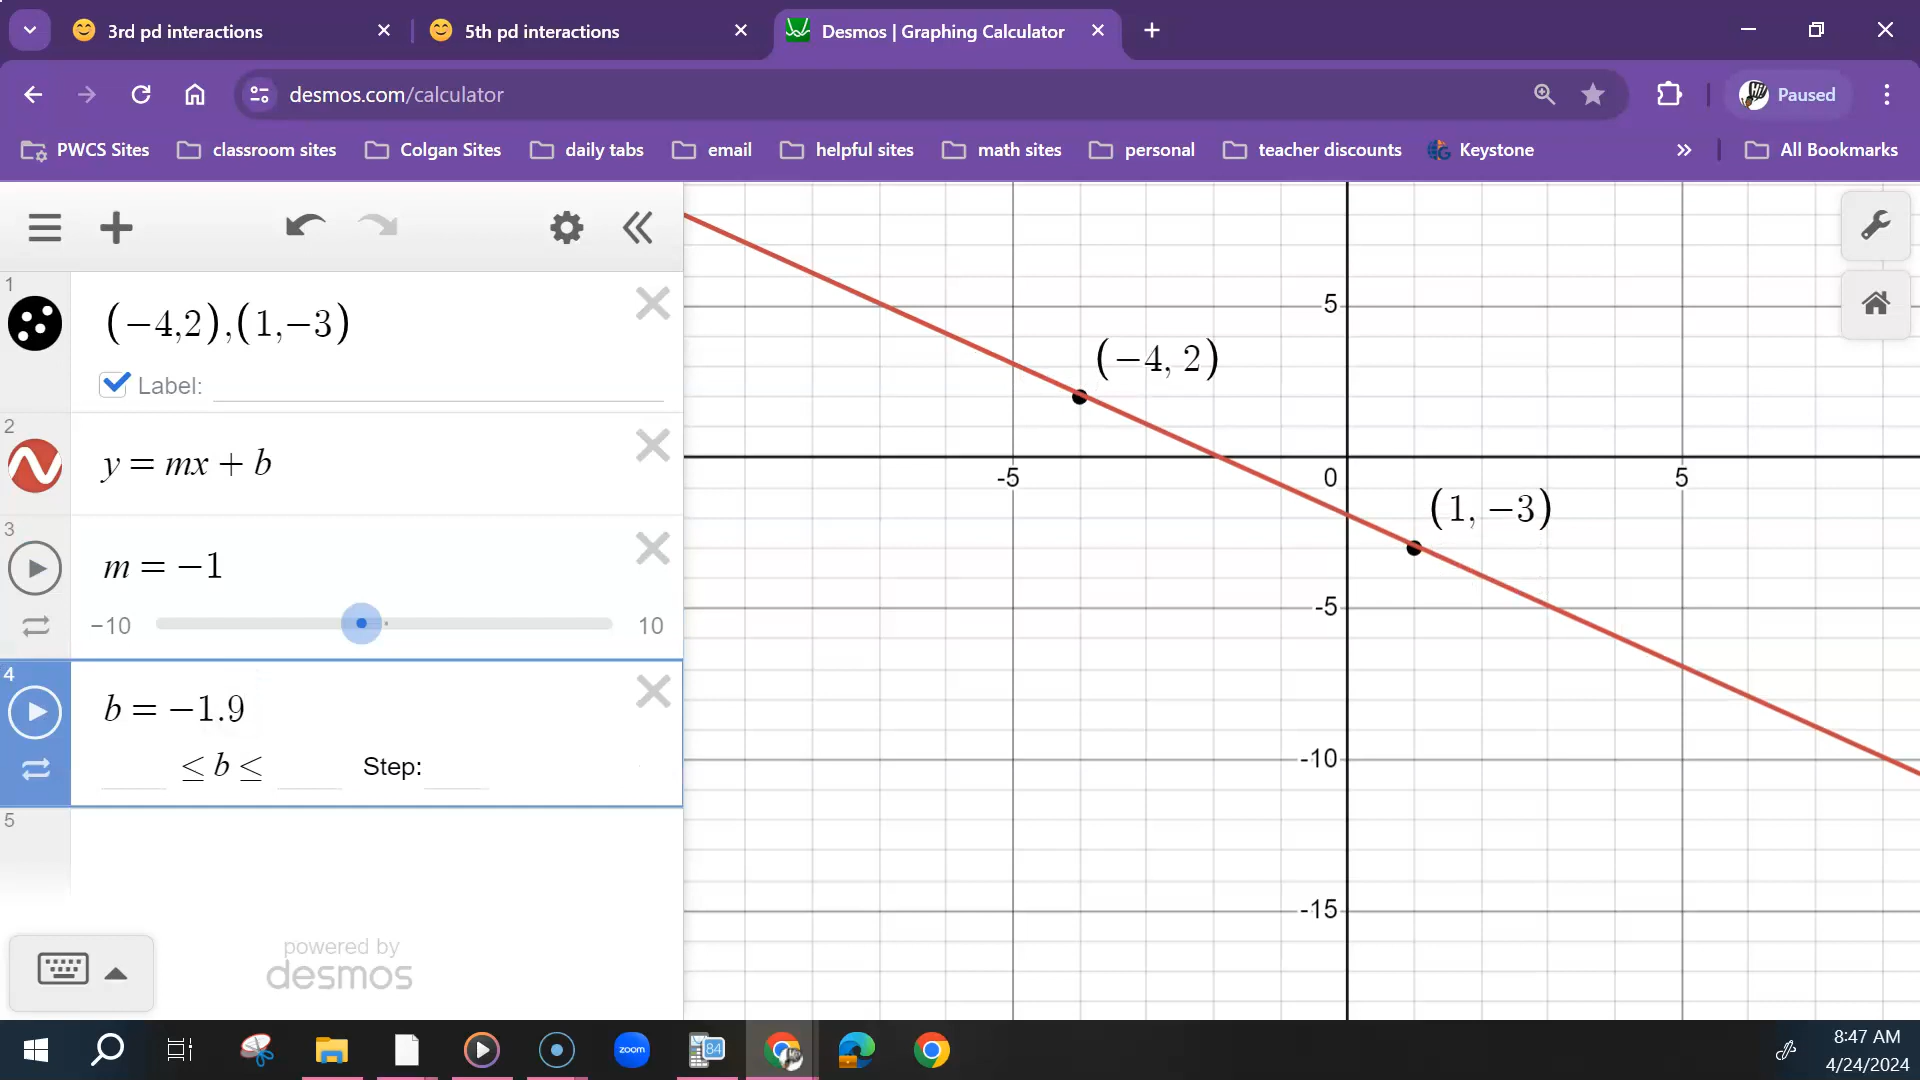 3rd pd interactions
5th pd interactions
Desmos | Graphing Calculator
desmos.com/calculator
Paused
PWCS Sites
classroom sites
Colgan Sites
daily tabs
email
helpful sites
math sites
personal
teacher discounts
Keystone
All Bookmarks
1
(−4,2),(1,−3)
Label:
2
y = mx + b
3
m = −1
−10
10
4
b = −1.9
≤ b ≤
Step:
5
powered by
desmos
5
(−4, 2)
-5
0
5
(1, −3)
-5
-10
-15
zoom
84
8:47 AM
4/24/2024